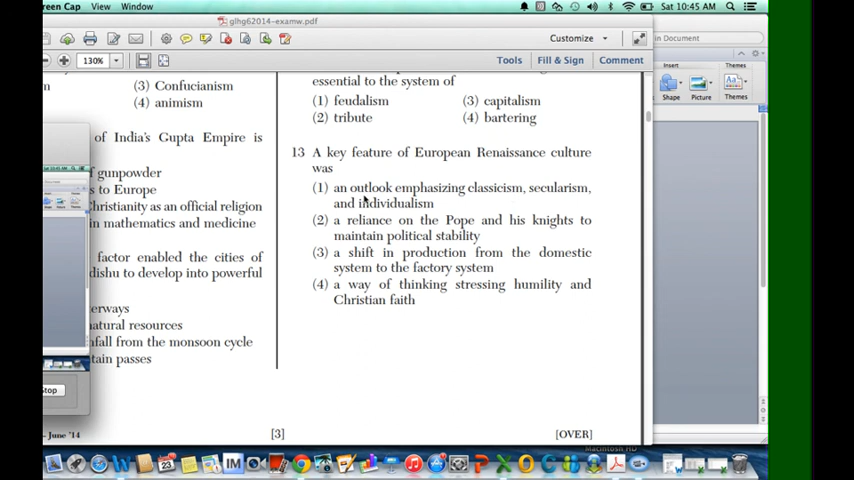 reen Cap View Window
Sat 10:45 AM
glhg62014-examw.pdf
in Document
130%
Customize
Tools Fill & Sign Comment
Insert Themes
Shape Picture Themes
(3) Confucianism
(4) animism
of India's Gupta Empire is
f gunpowder
s to Europe
Christianity as an official religion
in mathematics and medicine
factor enabled the cities of
dishu to develop into powerful
terways
natural resources
nfall from the monsoon cycle
tain passes
Stop
– June '14
[3]
essential to the system of
(1) feudalism (3) capitalism
(2) tribute (4) bartering
13 A key feature of European Renaissance culture
was
(1) an outlook emphasizing classicism, secularism,
and individualism
(2) a reliance on the Pope and his knights to
maintain political stability
(3) a shift in production from the domestic
system to the factory system
(4) a way of thinking stressing humility and
Christian faith
[OVER]
Macintosh HD
23
IM